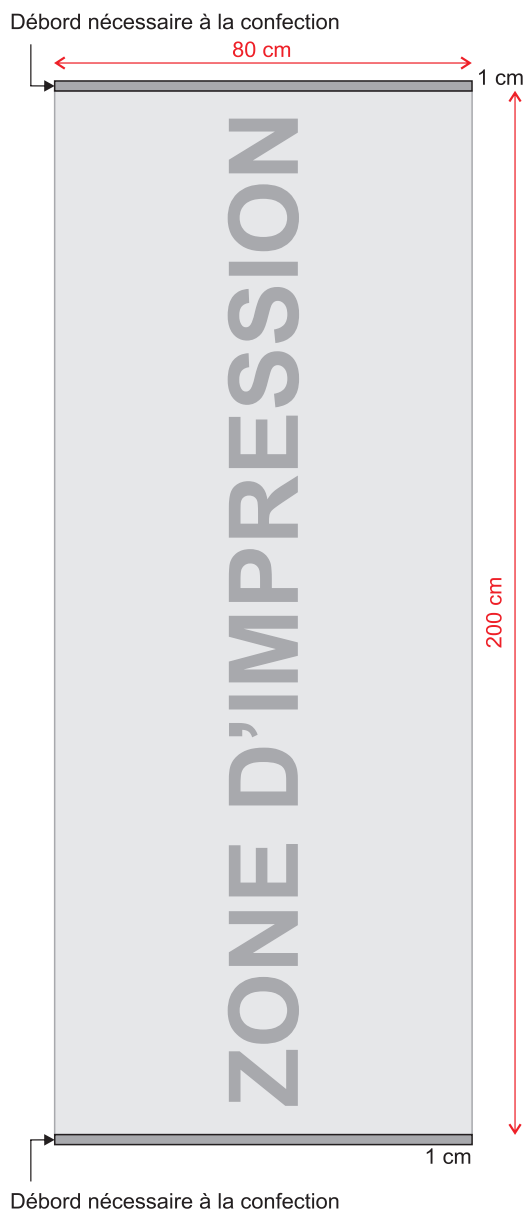 Débord nécessaire à la confection
80 cm
1 cm
ZONE D’IMPRESSION
200 cm
1 cm
Débord nécessaire à la confection